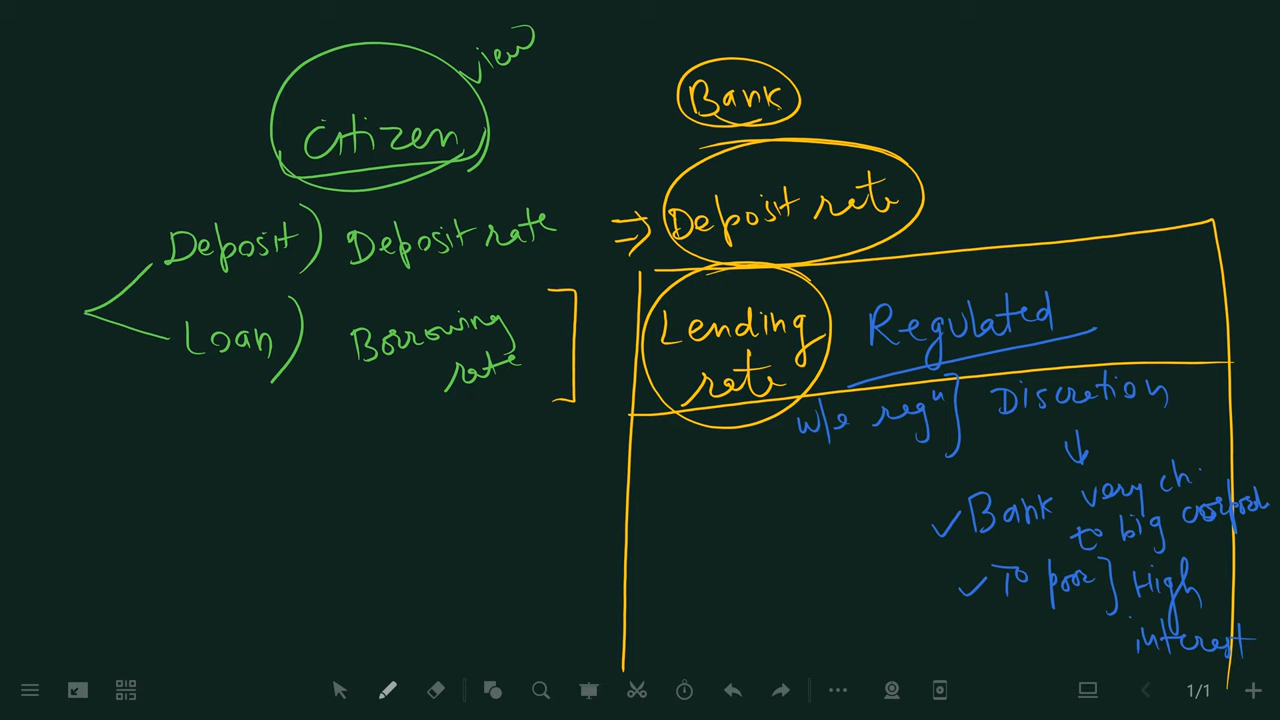 view
citizen
Bank
Deposit) Deposit rate
Loan) Borrowing
rate
⇒ Deposit rate
Lending
rate
Regulated
w/e regn } Discretion
↓
✓ Bank very ch.
to big
✓ To poor } High
interest
1/1